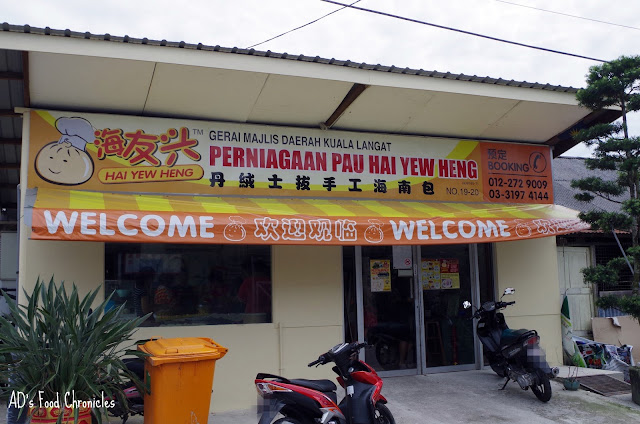 海友兴 TM
HAI YEW HENG
GERAI MAJLIS DAERAH KUALA LANGAT
PERNIAGAAN PAU HAI YEW HENG
丹绒士拔手工海南包
NO.19-20
预定
BOOKING
012-272 9009
03-3197 4144
WELCOME 欢迎观临 WELCOME
AD's Food Chronicles